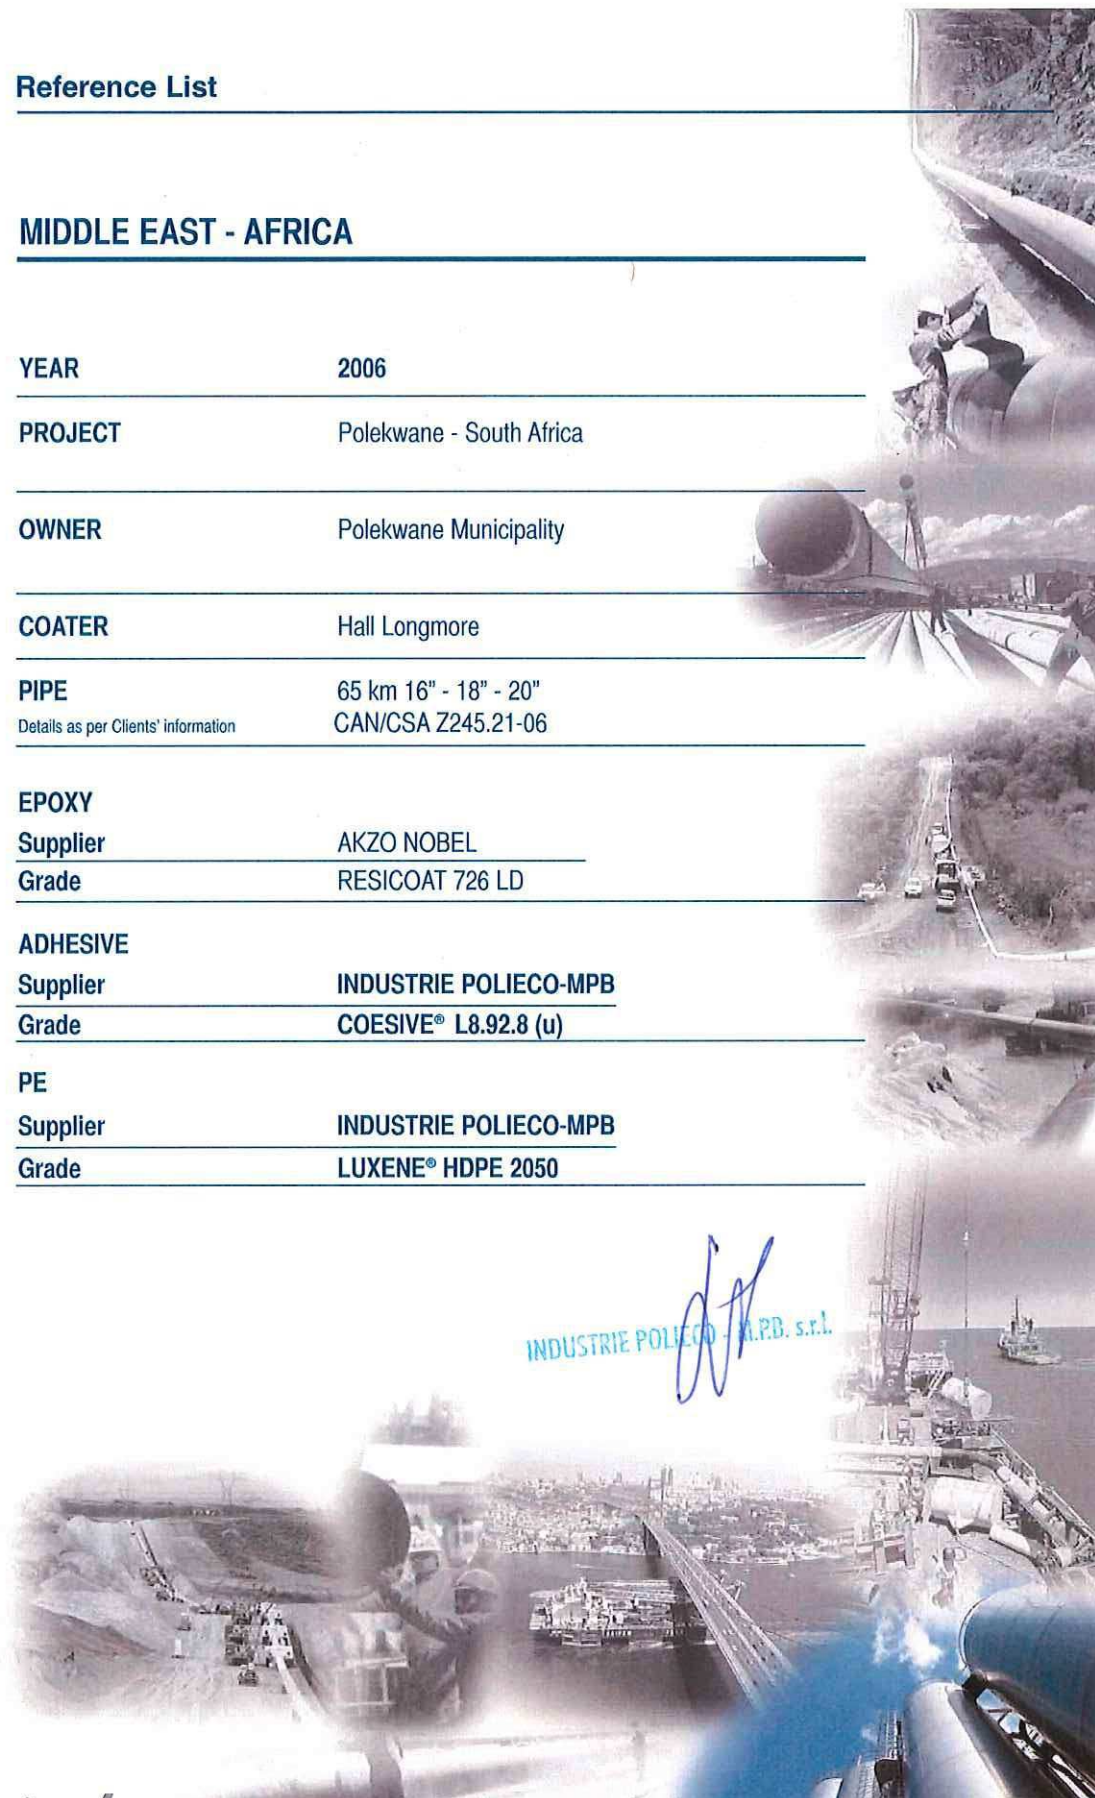 Reference List
MIDDLE EAST - AFRICA
YEAR 2006
PROJECT Polekwane - South Africa
OWNER Polekwane Municipality
COATER Hall Longmore
PIPE 65 km 16” - 18” - 20”
Details as per Clients' information CAN/CSA Z245.21-06
EPOXY
Supplier AKZO NOBEL
Grade RESICOAT 726 LD
ADHESIVE
Supplier INDUSTRIE POLIECO-MPB
Grade COESIVE® L8.92.8 (u)
PE
Supplier INDUSTRIE POLIECO-MPB
Grade LUXENE® HDPE 2050
INDUSTRIE POLIECO - M.P.B. s.r.l.